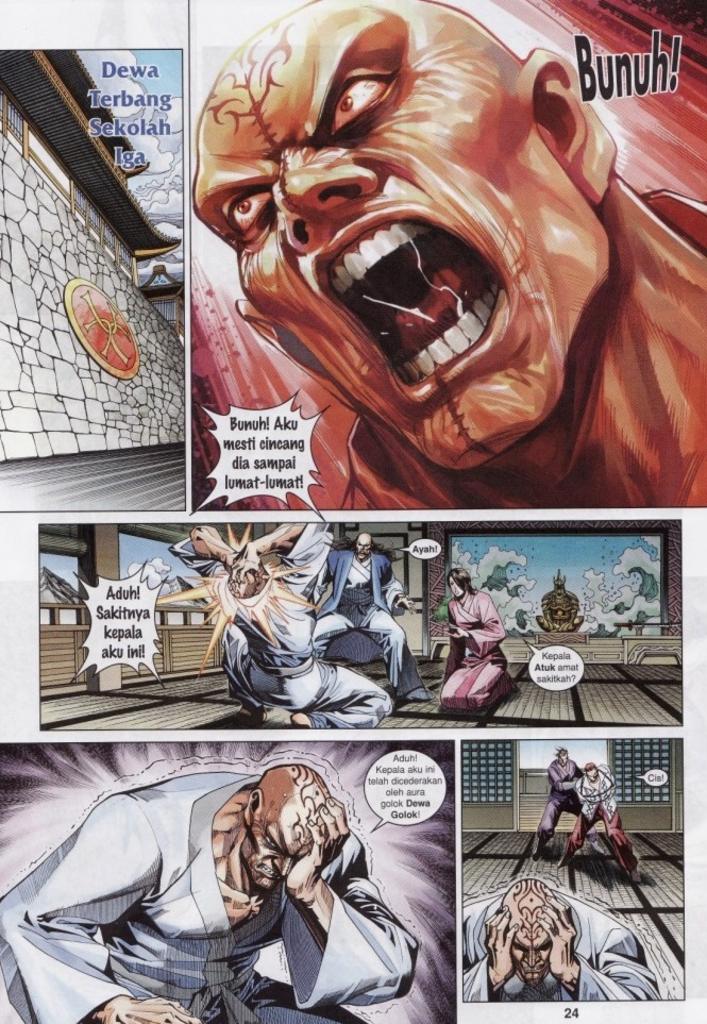 Dewa
Terbang
Sekolah
Iga
Bunuh!
Bunuh! Aku
mesti cincang
dia sampai
lumat-lumat!
Aduh!
Sakitnya
kepala
aku ini!
Ayah!
Kepala
Atuk amat
sakitkah?
Aduh!
Kepala aku ini
telah dicederakan
oleh aura
golok Dewa
Golok!
Cis!
24